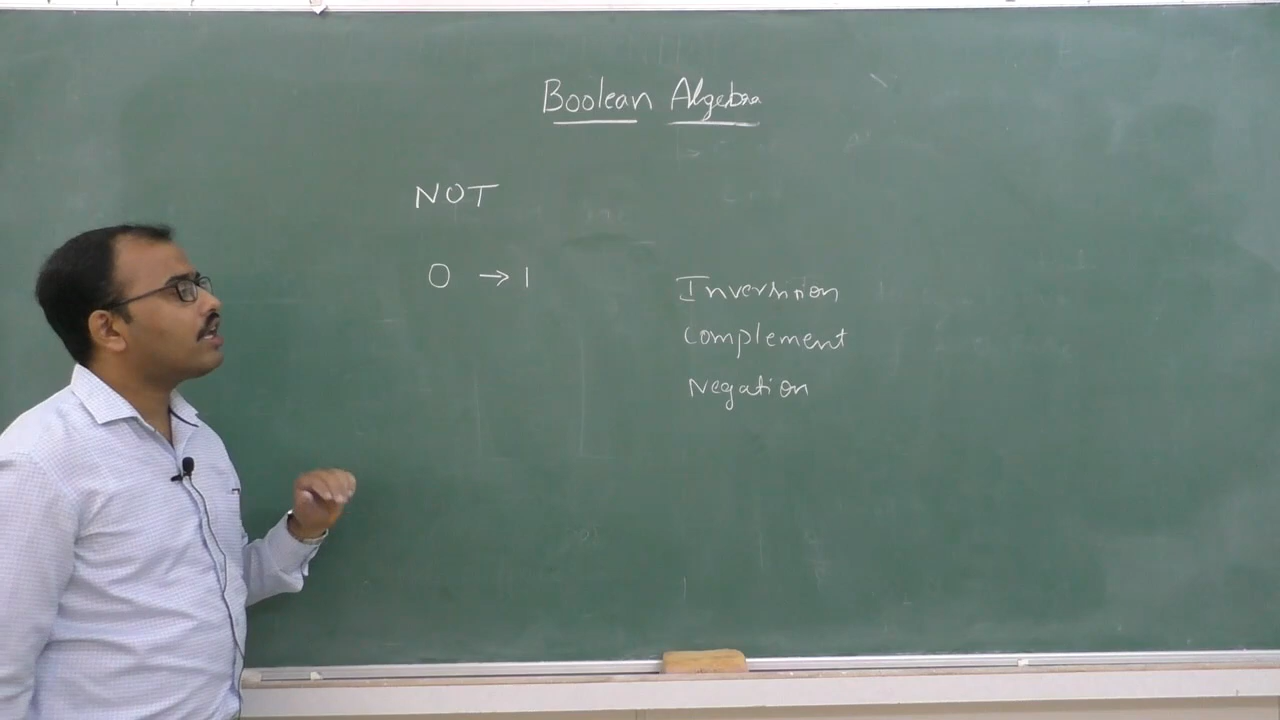 Boolean Algebra
NOT
0 → 1
Inversion
Complement
Negation